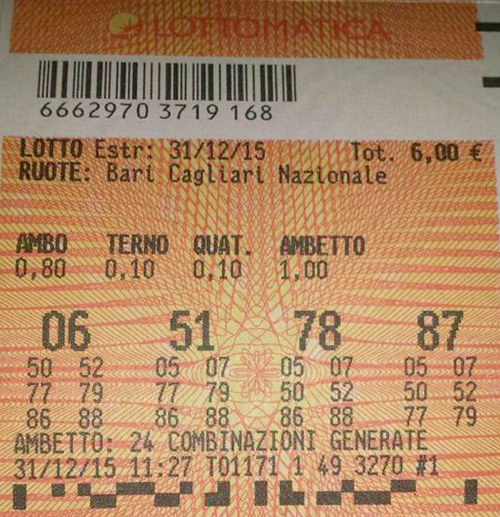 LOTTOMATICA
6662970 3719 168
LOTTO Estr: 31/12/15 Tot. 6,00 €
RUOTE: Bari Cagliari Nazionale
AMBO TERNO QUAT. AMBETTO
0,80 0,10 0,10 1,00
06 51 78 87
50 52 05 07 05 07 05 07
77 79 77 79 50 52 50 52
86 88 86 88 86 88 77 79
AMBETTO: 24 COMBINAZIONI GENERATE
31/12/15 11:27 T01171 1 49 3270 #1